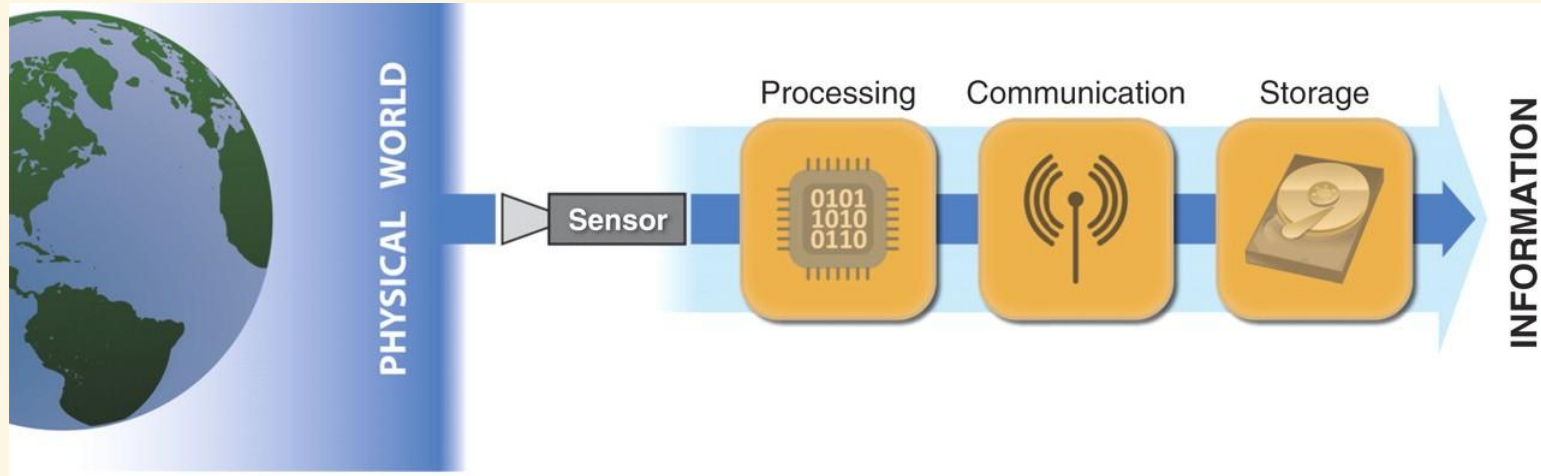 PHYSICAL WORLD
Sensor
Processing
0101
1010
0110
Communication
Storage
INFORMATION